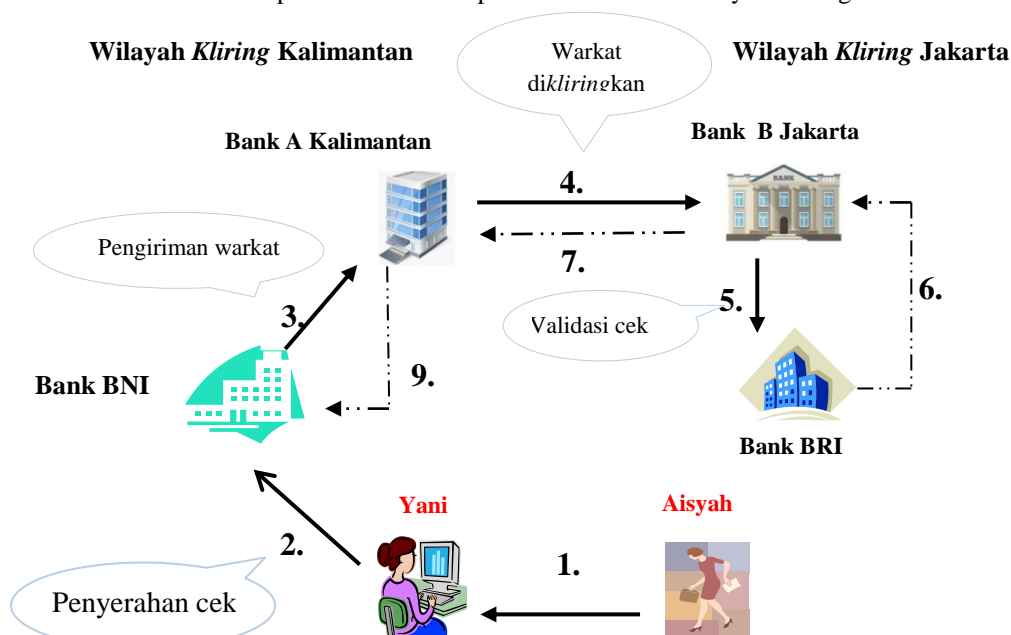 Wilayah Kliring Kalimantan
Warkat
dikliringkan
Wilayah Kliring Jakarta
Bank A Kalimantan
Bank B Jakarta
BANK
4.
7.
Pengiriman warkat
3.
5.
6.
Validasi cek
Bank BNI
9.
Bank BRI
Yani
Aisyah
2.
1.
Penyerahan cek